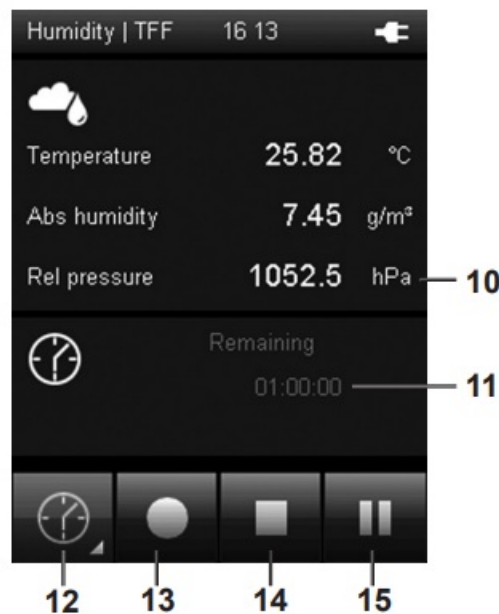 Humidity | TFF 16 13
Temperature 25.82 °C
Abs humidity 7.45 g/m³
Rel pressure 1052.5 hPa 10
Remaining
01:00:00 11
12 13 14 15